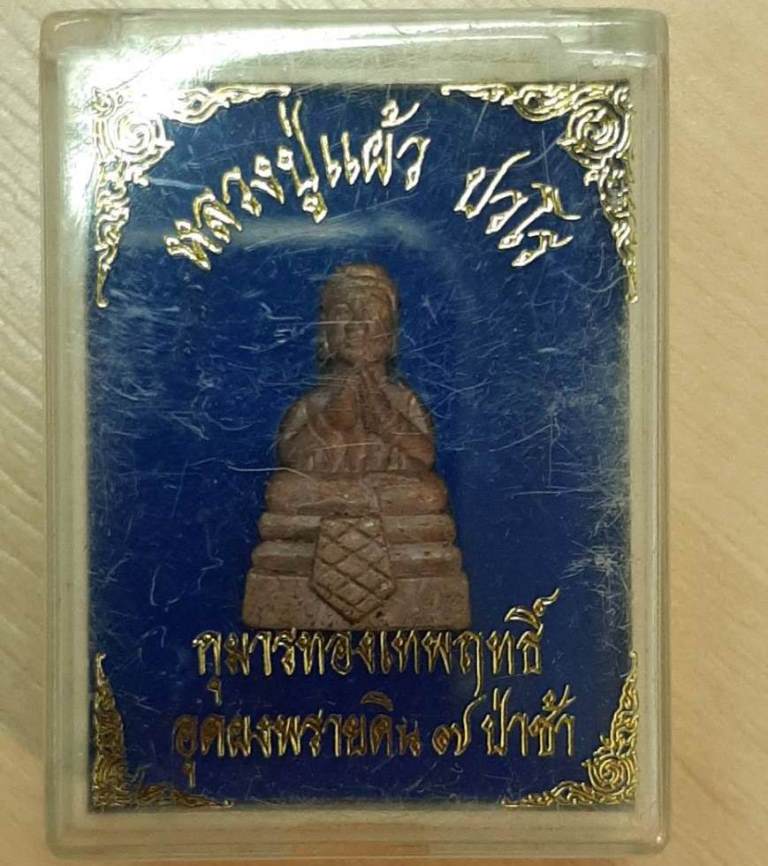 หลวงปู่แผ้ว ปวโร
กุมารทองเทพฤทธิ์
อุดผงพรายดิน ๗ ป่าช้า